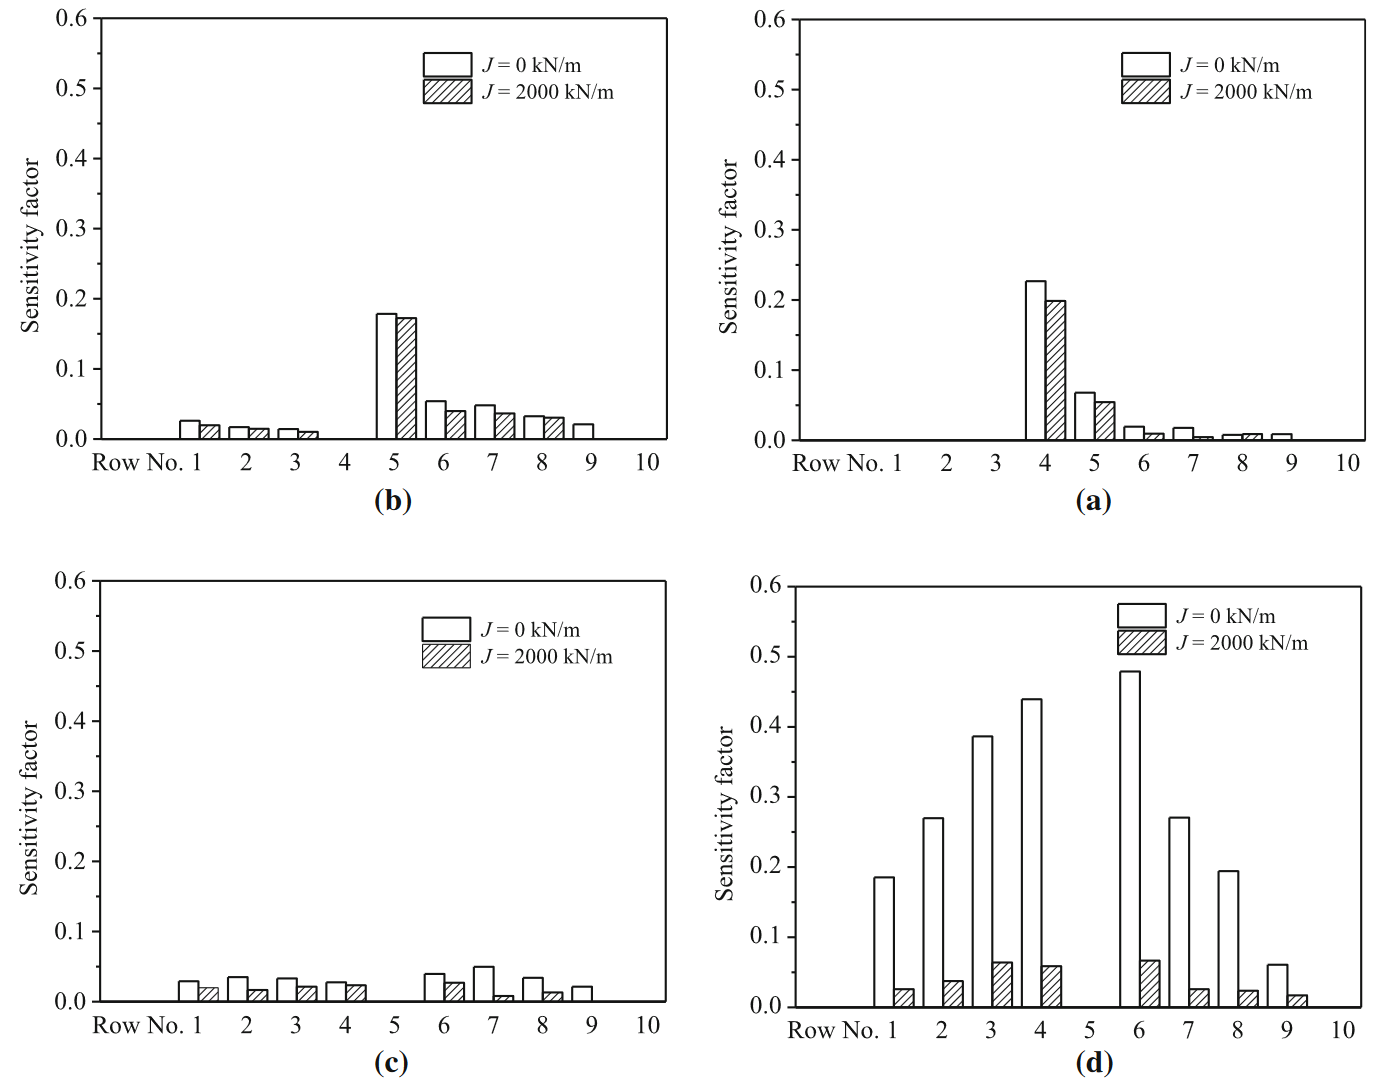 0.6
0.5
0.4
0.3
0.2
0.1
0.0
Sensitivity factor
J = 0 kN/m
J = 2000 kN/m
Row No. 1 2 3 4 5 6 7 8 9 10
(b)
0.6
0.5
0.4
0.3
0.2
0.1
0.0
Sensitivity factor
J = 0 kN/m
J = 2000 kN/m
Row No. 1 2 3 4 5 6 7 8 9 10
(a)
0.6
0.5
0.4
0.3
0.2
0.1
0.0
Sensitivity factor
J = 0 kN/m
J = 2000 kN/m
Row No. 1 2 3 4 5 6 7 8 9 10
(c)
0.6
0.5
0.4
0.3
0.2
0.1
0.0
Sensitivity factor
J = 0 kN/m
J = 2000 kN/m
Row No. 1 2 3 4 5 6 7 8 9 10
(d)